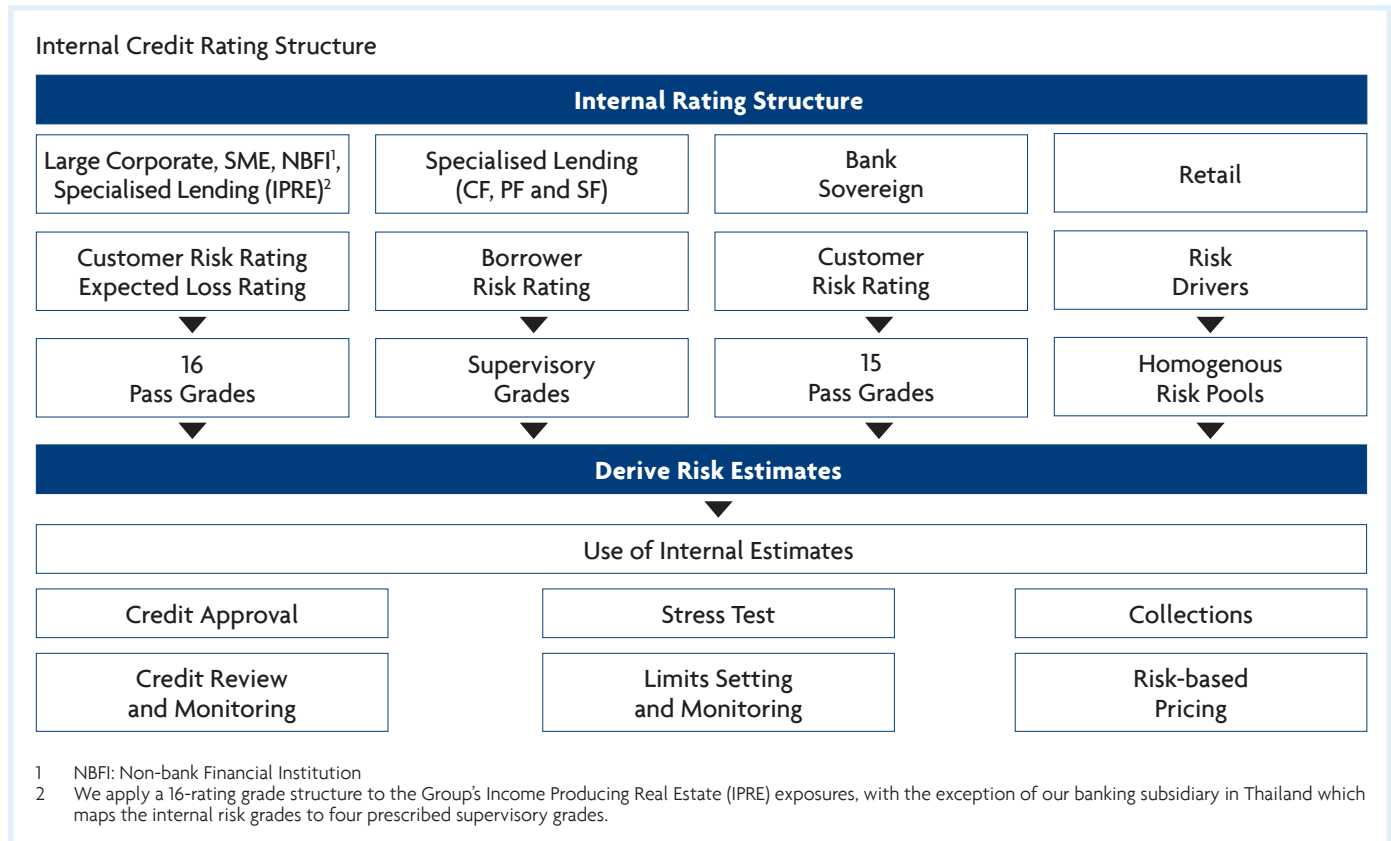 Internal Credit Rating Structure
Internal Rating Structure
Large Corporate, SME, NBFI¹,
Specialised Lending (IPRE)²
Specialised Lending
(CF, PF and SF)
Bank
Sovereign
Retail
Customer Risk Rating
Expected Loss Rating
Borrower
Risk Rating
Customer
Risk Rating
Risk
Drivers
16
Pass Grades
Supervisory
Grades
15
Pass Grades
Homogenous
Risk Pools
Derive Risk Estimates
Use of Internal Estimates
Credit Approval
Stress Test
Collections
Credit Review
and Monitoring
Limits Setting
and Monitoring
Risk-based
Pricing
1 NBFI: Non-bank Financial Institution
2 We apply a 16-rating grade structure to the Group's Income Producing Real Estate (IPRE) exposures, with the exception of our banking subsidiary in Thailand which
maps the internal risk grades to four prescribed supervisory grades.